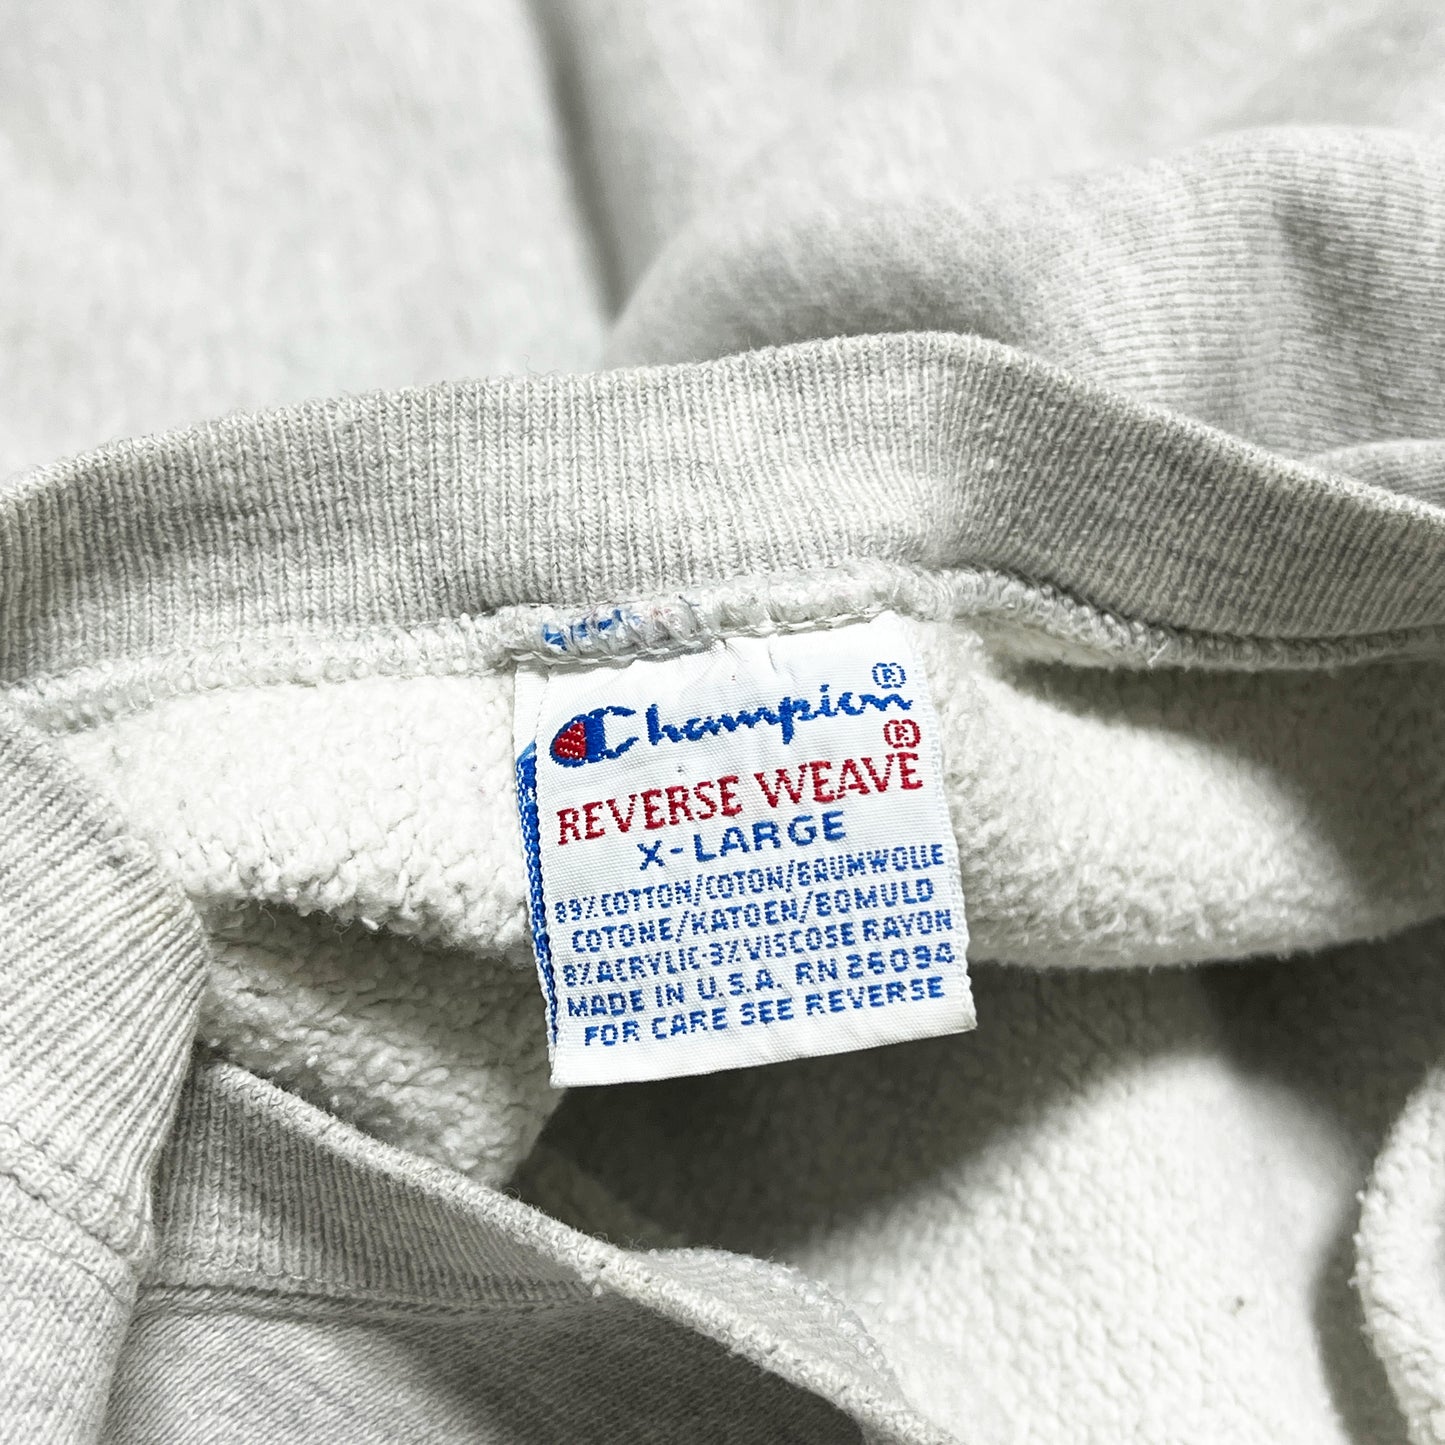 Champion®
REVERSE WEAVE®
X-LARGE
89% COTTON/COTON/BAUMWOLLE
COTONE/KATOEN/BOMULD
8% ACRYLIC-3% VISCOSE RAYON
MADE IN U.S.A. RN 26094
FOR CARE SEE REVERSE